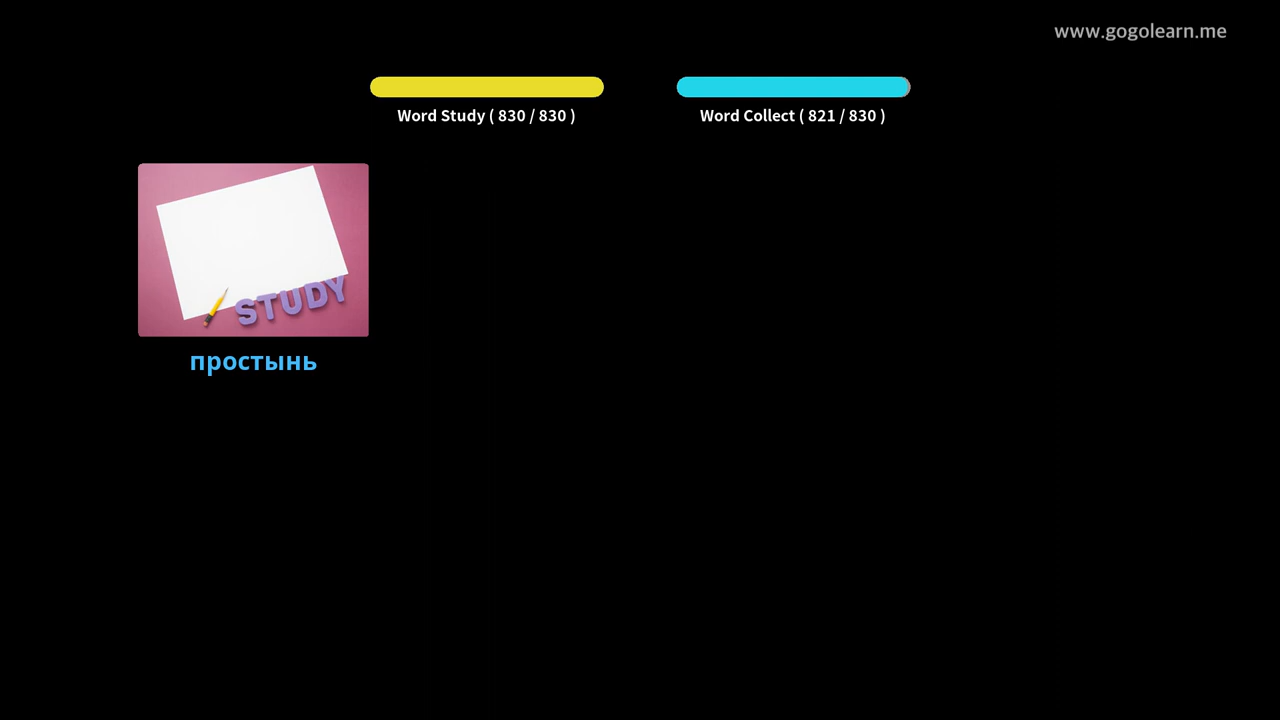 www.gogolearn.me
Word Study ( 830 / 830 )
Word Collect ( 821 / 830 )
STUDY
простынь